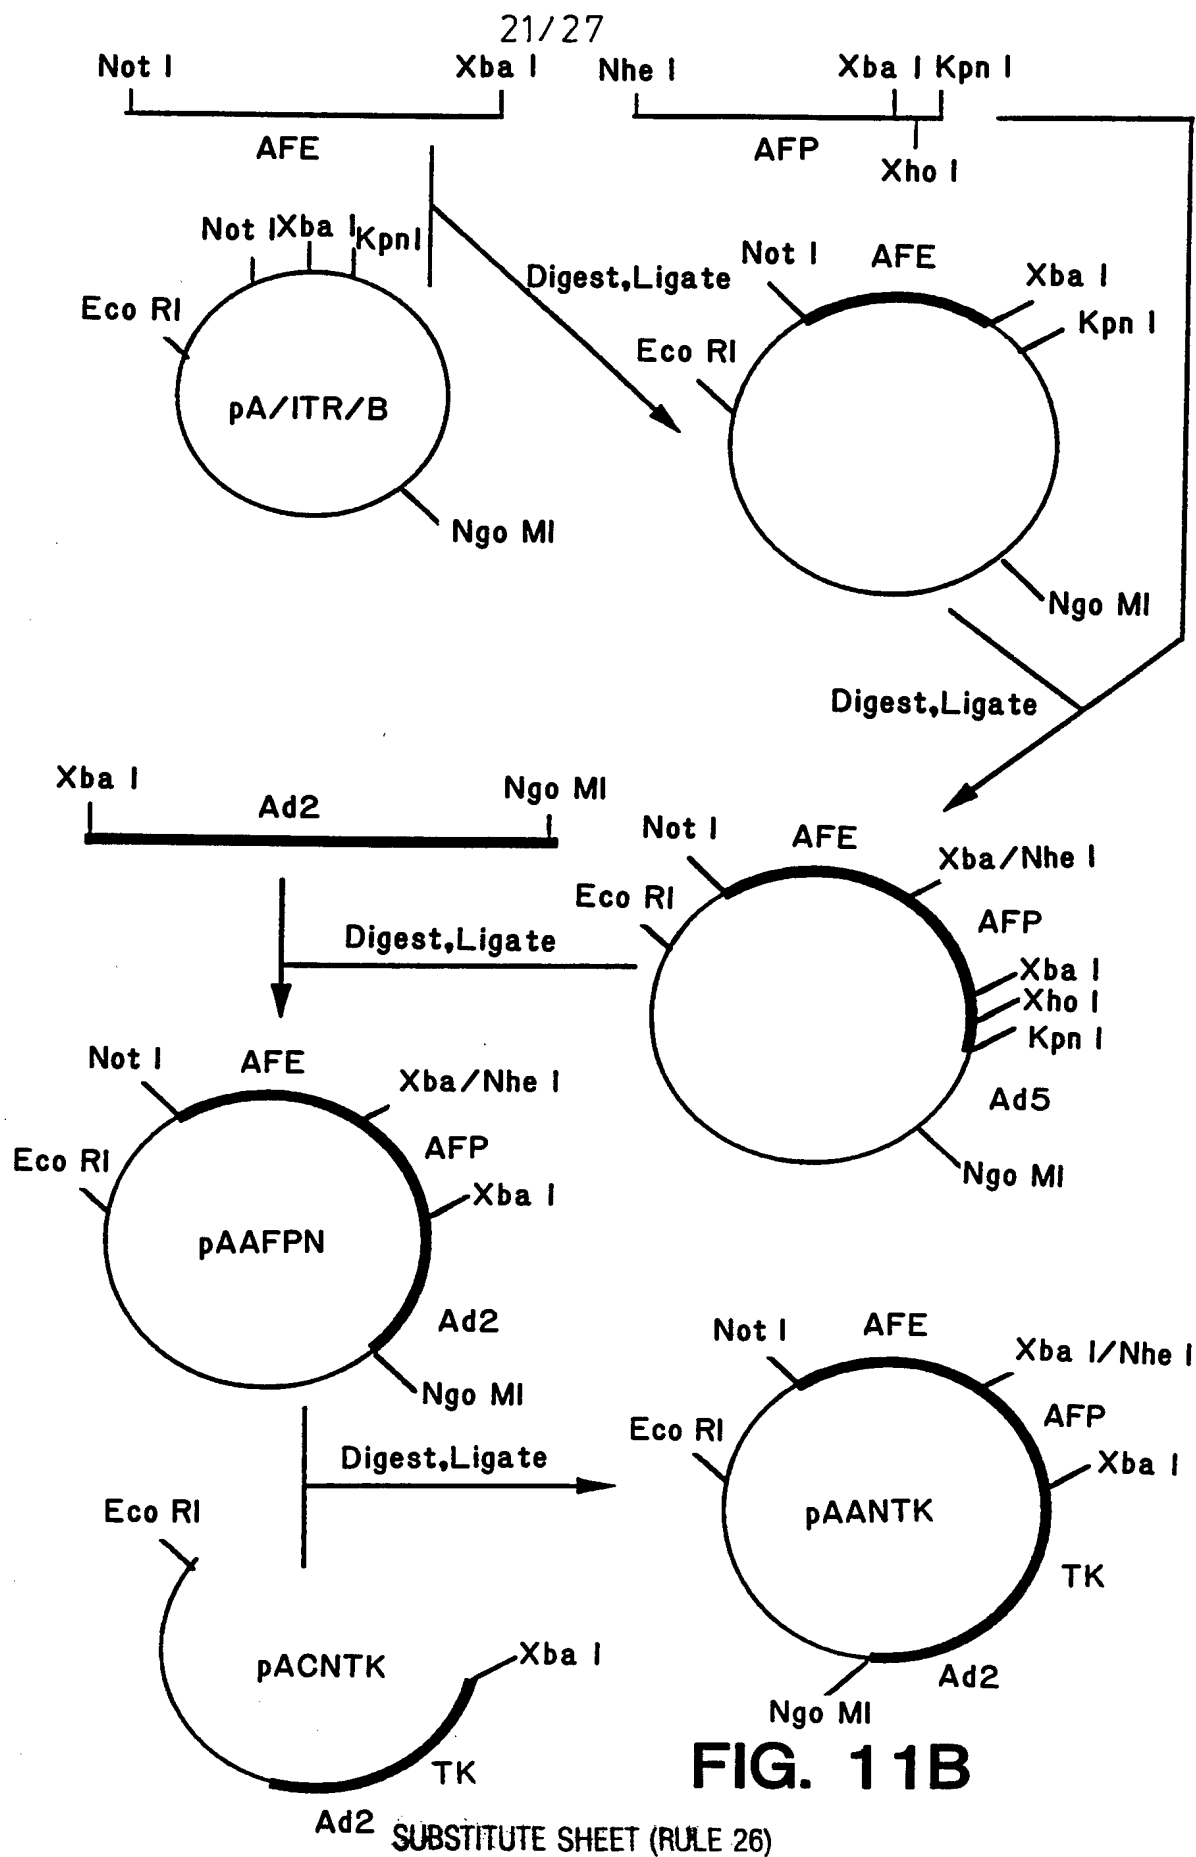 21/27
Not I
Xba I
Nhe I
Xba I
Kpn I
AFE
AFP
Xho I
Not I
Xba I
Kpn I
Eco RI
pA/ITR/B
Ngo MI
Digest,Ligate
Not I
AFE
Xba I
Kpn I
Eco RI
Ngo MI
Digest,Ligate
Xba I
Ad2
Ngo MI
Not I
AFE
Xba/Nhe I
Eco RI
AFP
Xba I
Xho I
Kpn I
Ad5
Ngo MI
Digest,Ligate
Not I
AFE
Xba/Nhe I
Eco RI
AFP
Xba I
pAAFPN
Ad2
Ngo MI
Digest,Ligate
Eco RI
pACNTK
Xba I
TK
Ad2
Not I
AFE
Xba I/Nhe I
Eco RI
AFP
Xba I
pAANTK
TK
Ad2
Ngo MI
FIG. 11B
SUBSTITUTE SHEET (RULE 26)